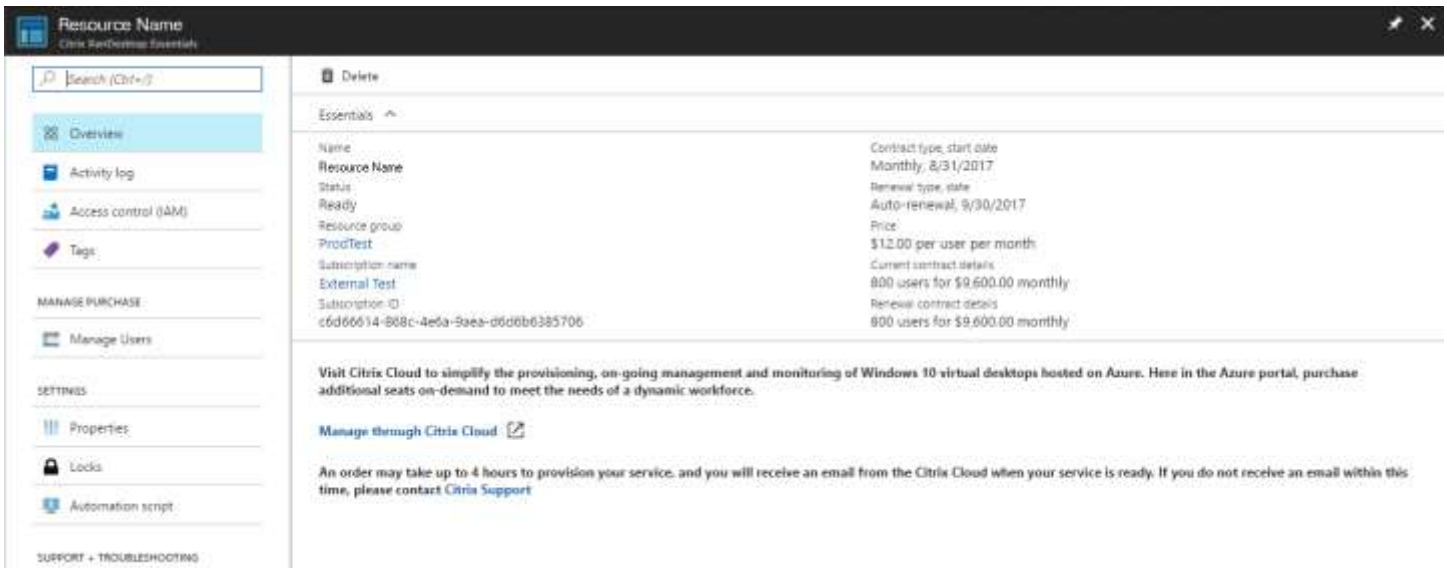 Resource Name
Citrix XenDesktop Essentials
Search (Ctrl+/)
Overview
Activity log
Access control (IAM)
Tags
MANAGE PURCHASE
Manage Users
SETTINGS
Properties
Locks
Automation script
SUPPORT + TROUBLESHOOTING
Delete
Essentials
Name
Resource Name
Status
Ready
Resource group
ProdTest
Subscription name
External Test
Subscription ID
c6d66614-868c-4e6a-9aea-d6d6b6385706
Contract type, start date
Monthly, 8/31/2017
Renewal type, date
Auto-renewal, 9/30/2017
Price
$12.00 per user per month
Current contract details
800 users for $9,600.00 monthly
Renewal contract details
800 users for $9,600.00 monthly
Visit Citrix Cloud to simplify the provisioning, on-going management and monitoring of Windows 10 virtual desktops hosted on Azure. Here in the Azure portal, purchase
additional seats on-demand to meet the needs of a dynamic workforce.
Manage through Citrix Cloud
An order may take up to 4 hours to provision your service, and you will receive an email from the Citrix Cloud when your service is ready. If you do not receive an email within this
time, please contact Citrix Support